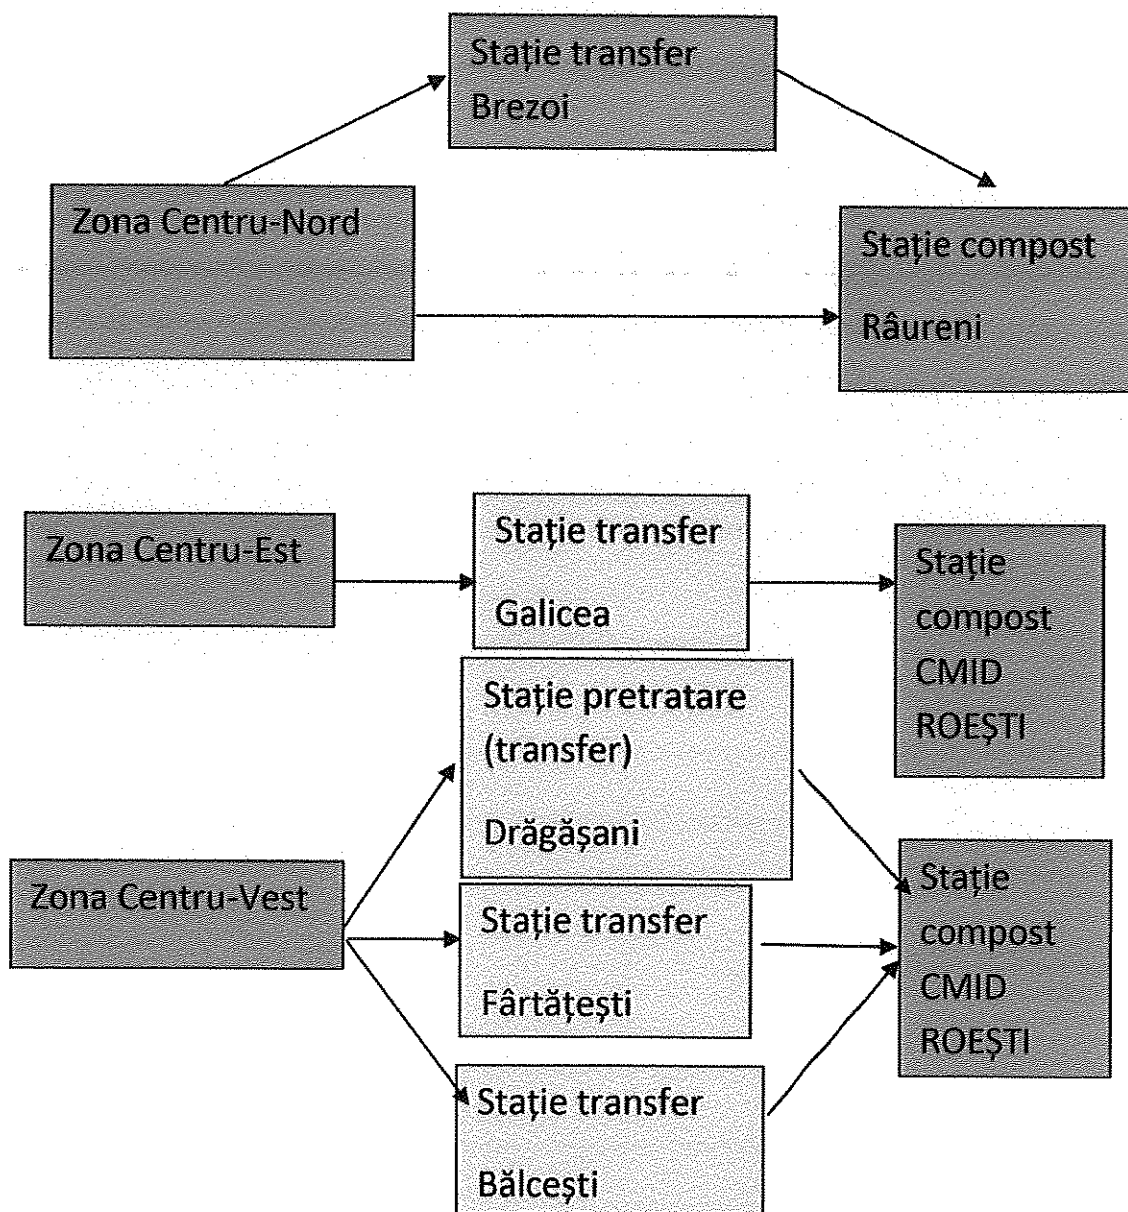 Stație transfer
Brezoi
Zona Centru-Nord
Stație compost
Râureni
Zona Centru-Est
Stație transfer
Galicea
Stație
compost
CMID
ROEȘTI
Stație pretratare
(transfer)
Drăgășani
Zona Centru-Vest
Stație transfer
Fârtățești
Stație
compost
CMID
ROEȘTI
Stație transfer
Bălcești